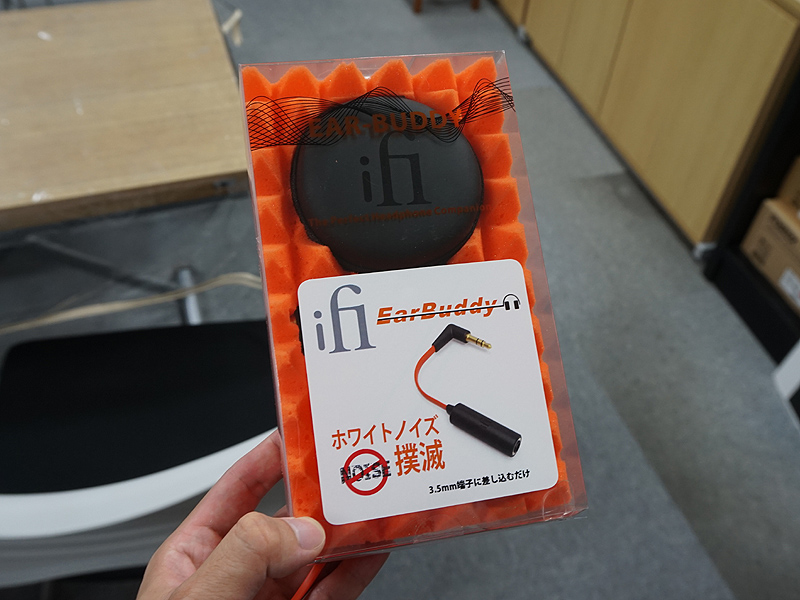 EAR-BUDDY
ifi
ifi
EarBuddy
ホワイトノイズ
NOISE 撲滅
3.5mm端子に差し込むだけ